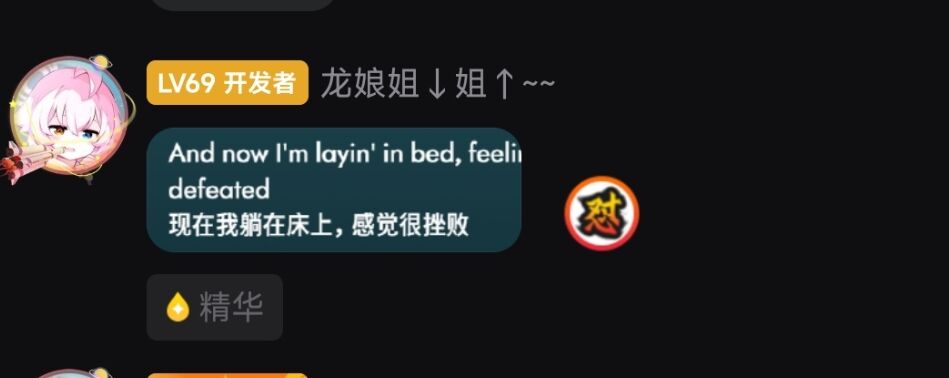 LV69 开发者 龙娘姐↓姐↑~~
And now I'm layin' in bed, feelin
defeated
现在我躺在床上，感觉很挫败
怼
精华